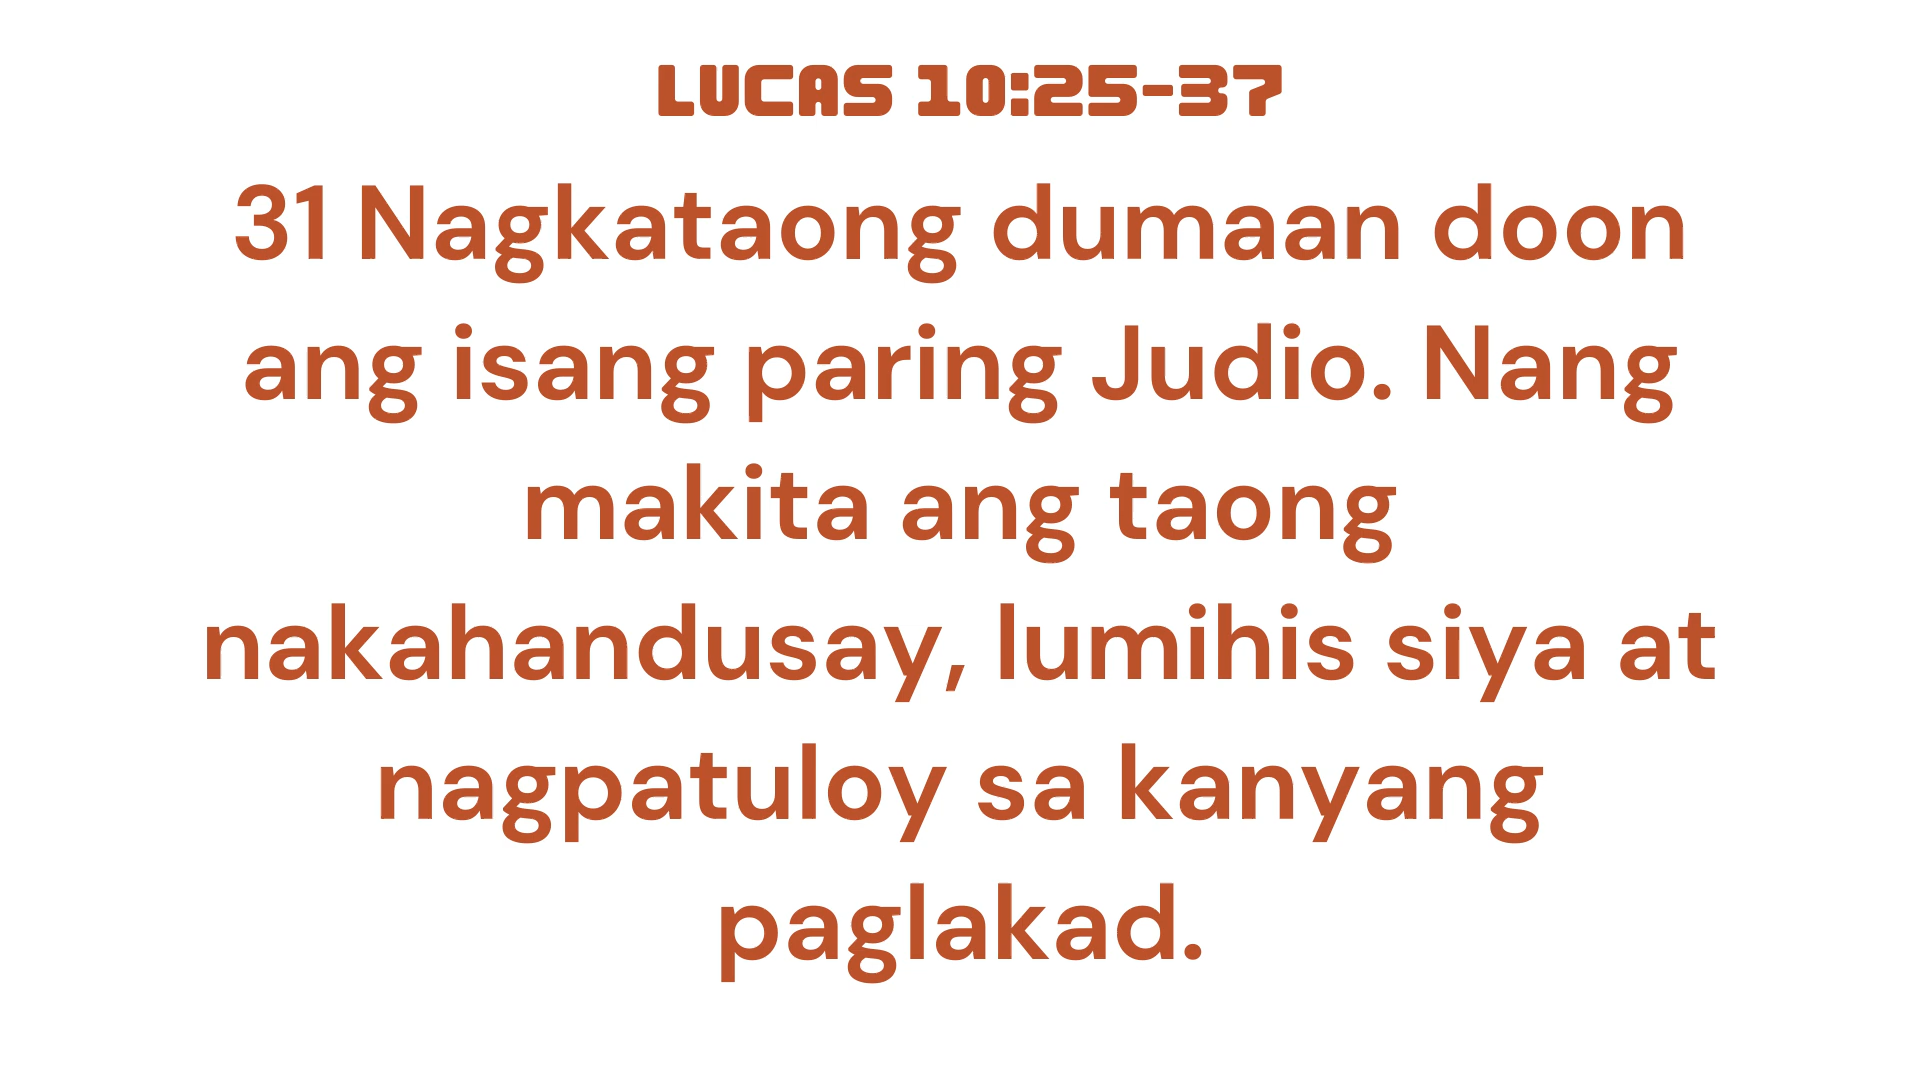 LUCAS 10:25-37
31 Nagkataong dumaan doon
ang isang paring Judio. Nang
makita ang taong
nakahandusay, lumihis siya at
nagpatuloy sa kanyang
paglakad.